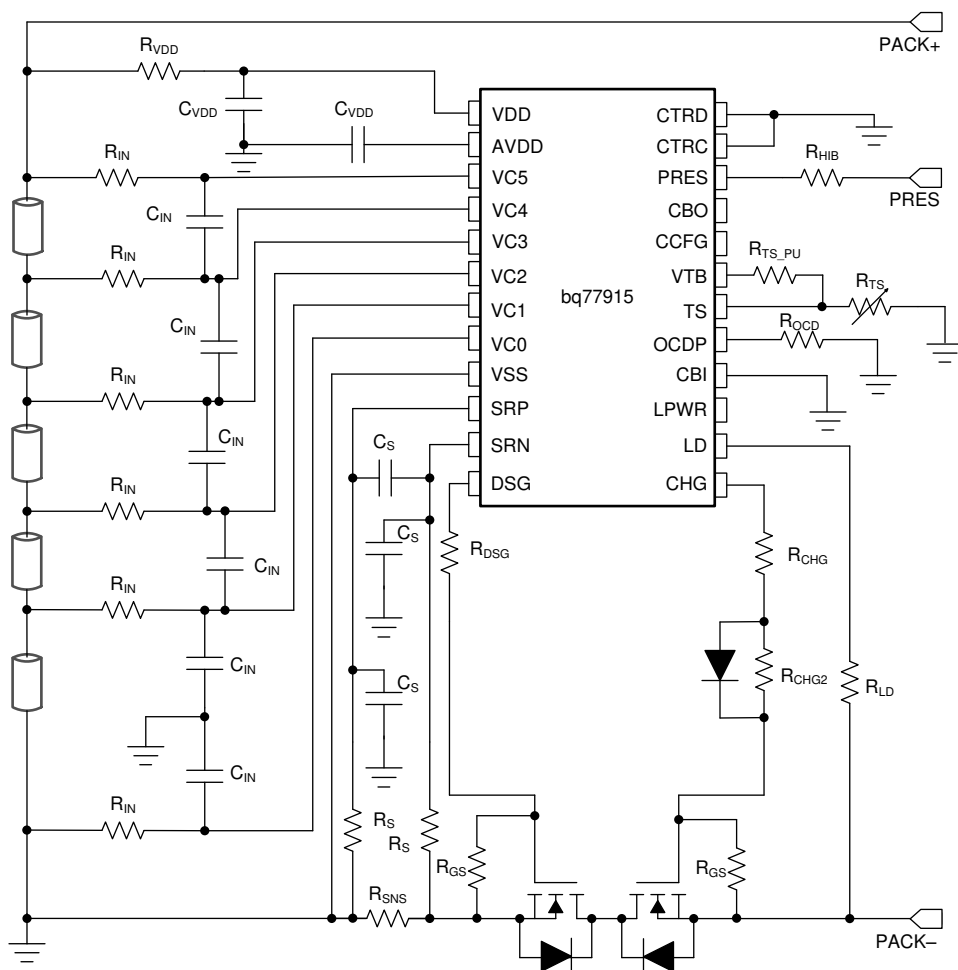 PACK+
RVDD
CVDD
CVDD
VDD
CTRD
AVDD
CTRC
RIN
RHIB
VC5
PRES
PRES
CIN
VC4
CBO
RIN
VC3
CCFG
RTS_PU
VC2
VTB
RTS
bq77915
CIN
VC1
TS
ROCD
VC0
OCDP
RIN
VSS
CBI
SRP
LPWR
CIN
CS
SRN
LD
RIN
DSG
CHG
CS
RDSG
RCHG
CIN
RIN
CIN
CS
RCHG2
RLD
CIN
RIN
RS
RS
RGS
RGS
RSNS
PACK–